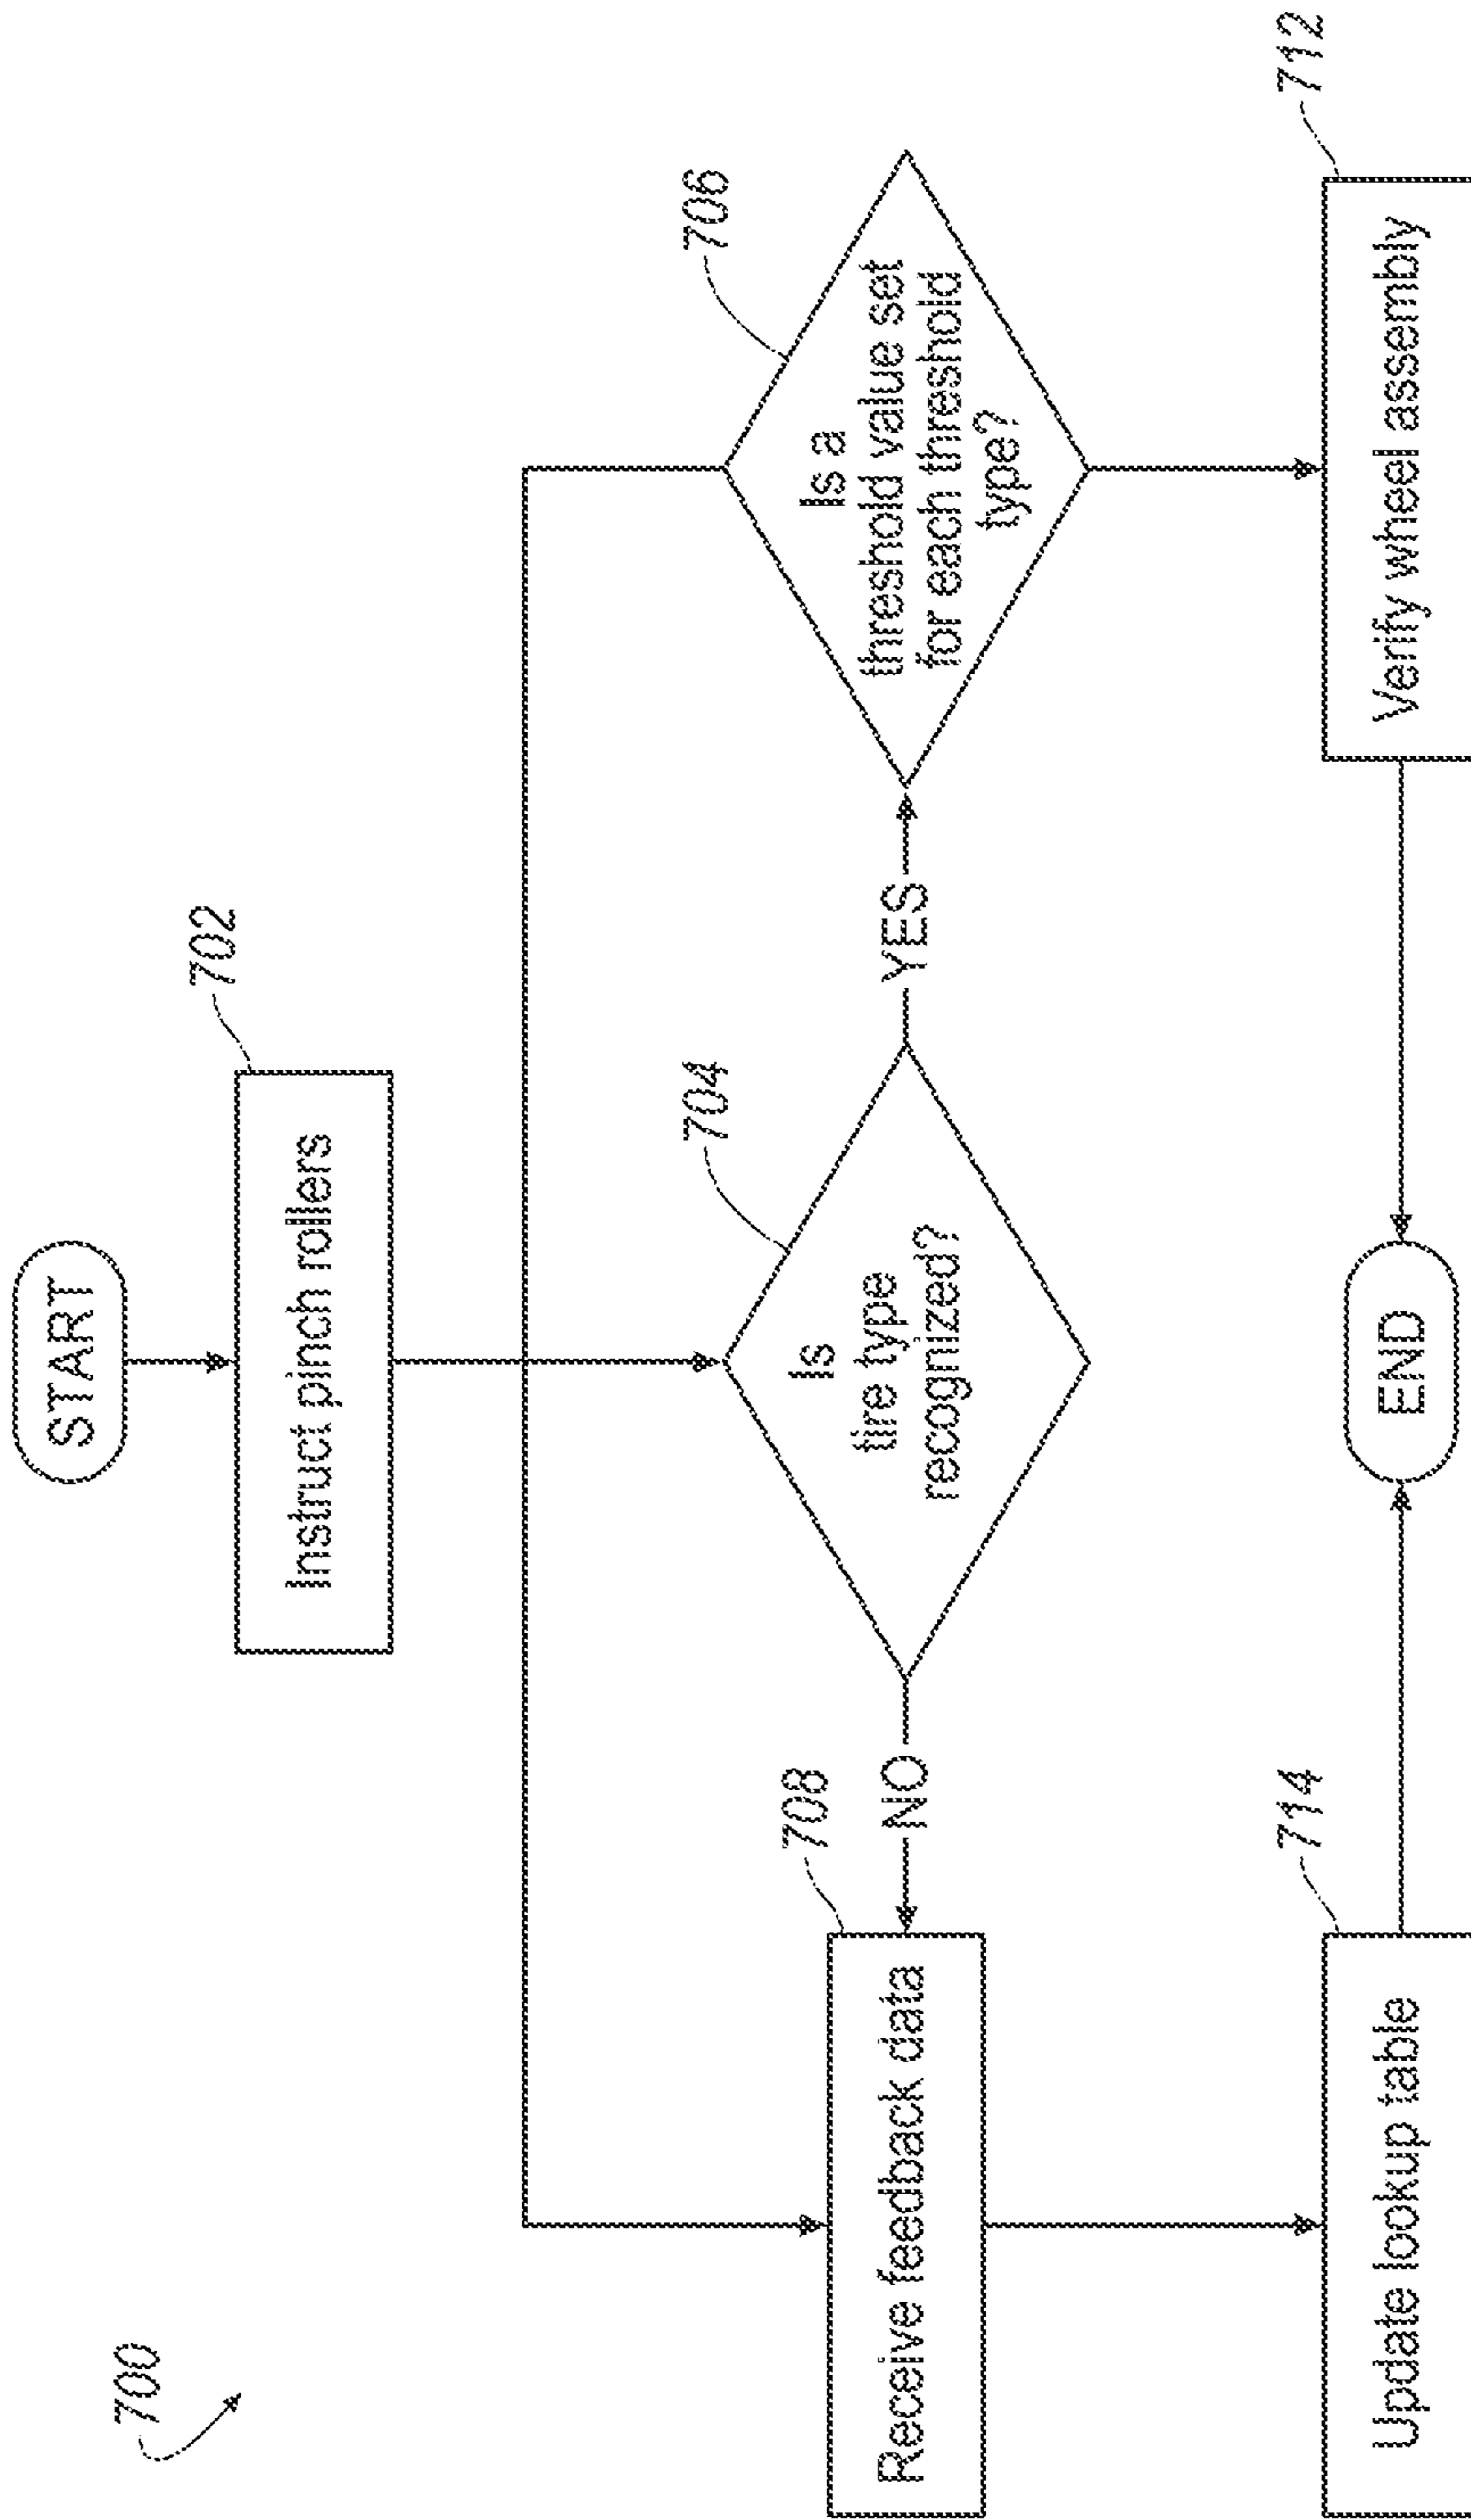 700
START
702
Instruct pinch rollers
704
Is
tire type
recognized?
706
Is a
threshold value set
for each threshold
type?
NO
YES
708
Receive feedback data
714
Update lookup table
END
712
Verify wheel assembly